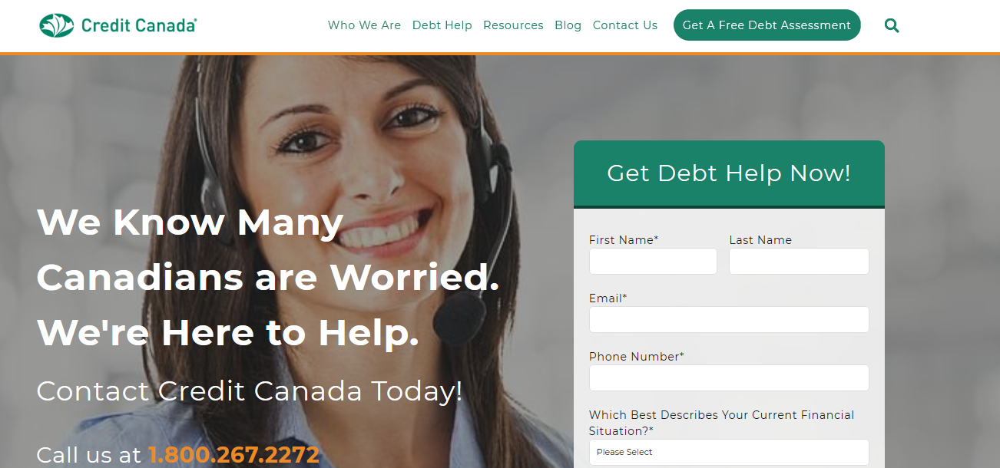 Credit Canada
Who We Are Debt Help Resources Blog Contact Us Get A Free Debt Assessment
We Know Many
Canadians are Worried.
We're Here to Help.
Contact Credit Canada Today!
Call us at 1.800.267.2272
Get Debt Help Now!
First Name* Last Name
Email*
Phone Number*
Which Best Describes Your Current Financial
Situation?*
Please Select